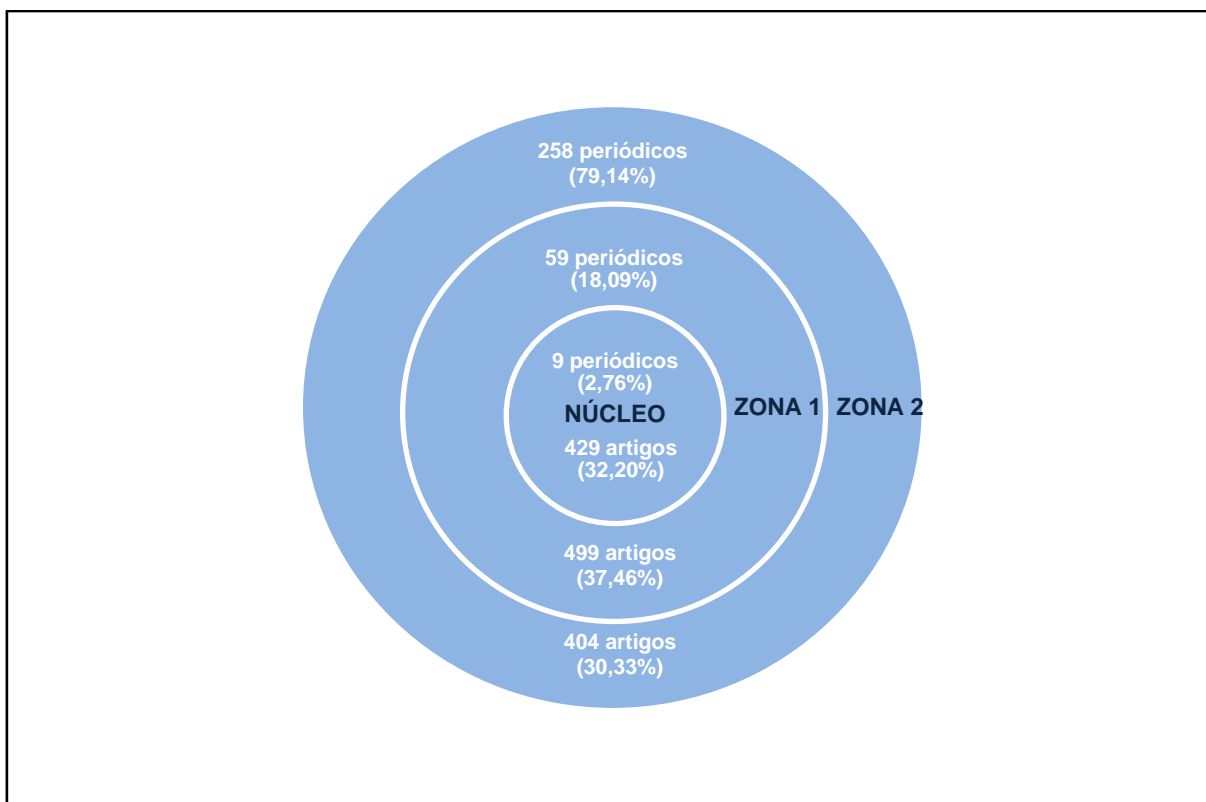 258 periódicos
(79,14%)
59 periódicos
(18,09%)
9 periódicos
(2,76%)
NÚCLEO
ZONA 1
ZONA 2
429 artigos
(32,20%)
499 artigos
(37,46%)
404 artigos
(30,33%)